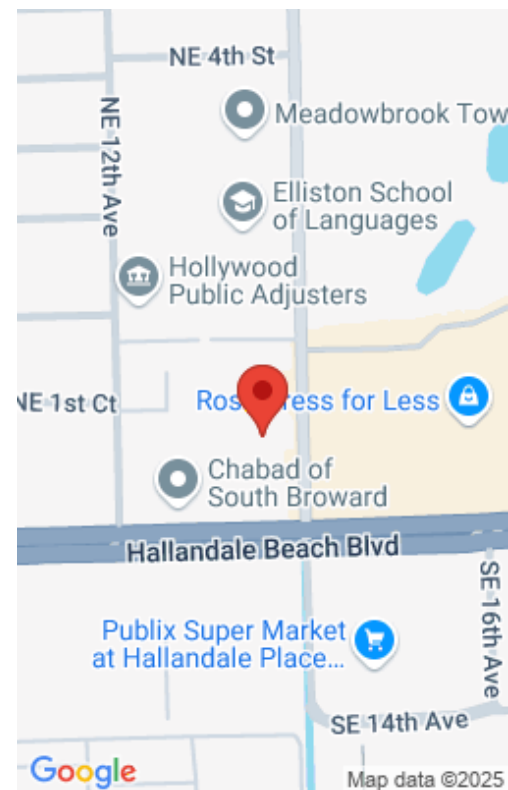 NE 4th St
Meadowbrook Tow
NE 12th Ave
Elliston School
of Languages
Hollywood
Public Adjusters
NE 1st Ct
Ros ress for Less
Chabad of
South Broward
Hallandale Beach Blvd
SE 16th Ave
Publix Super Market
at Hallandale Place...
SE 14th Ave
Google
Map data ©2025